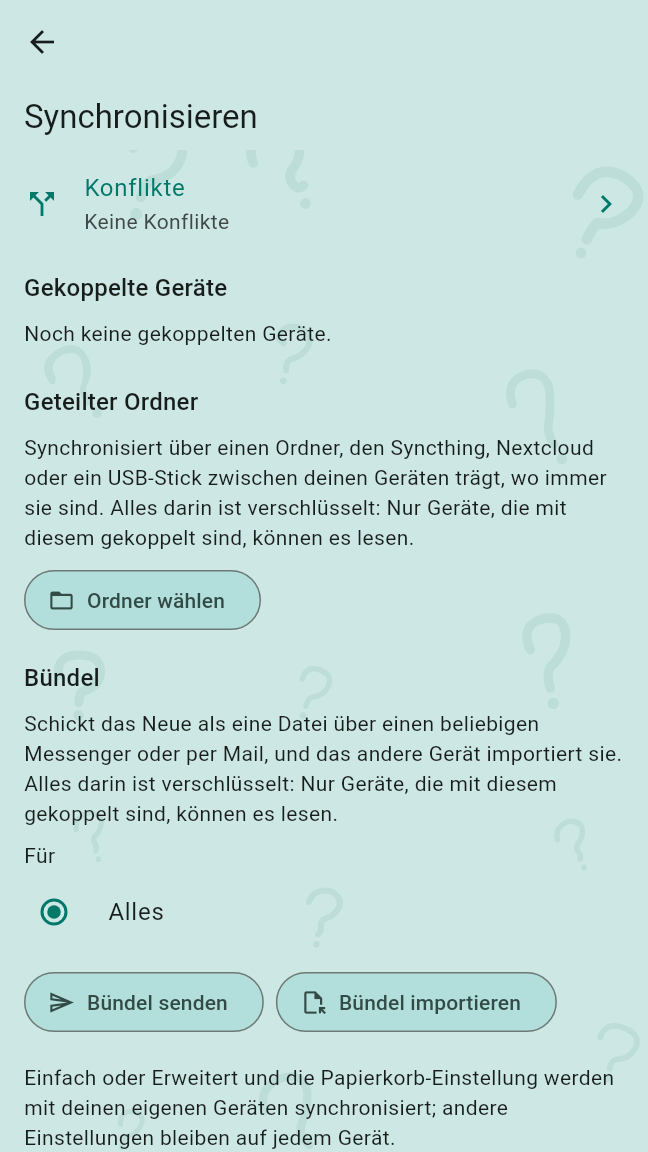 Synchronisieren
Konflikte
Keine Konflikte
Gekoppelte Geräte
Noch keine gekoppelten Geräte.
Geteilter Ordner
Synchronisiert über einen Ordner, den Syncthing, Nextcloud
oder ein USB-Stick zwischen deinen Geräten trägt, wo immer
sie sind. Alles darin ist verschlüsselt: Nur Geräte, die mit
diesem gekoppelt sind, können es lesen.
Ordner wählen
Bündel
Schickt das Neue als eine Datei über einen beliebigen
Messenger oder per Mail, und das andere Gerät importiert sie.
Alles darin ist verschlüsselt: Nur Geräte, die mit diesem
gekoppelt sind, können es lesen.
Für
Alles
Bündel senden
Bündel importieren
Einfach oder Erweitert und die Papierkorb-Einstellung werden
mit deinen eigenen Geräten synchronisiert; andere
Einstellungen bleiben auf jedem Gerät.